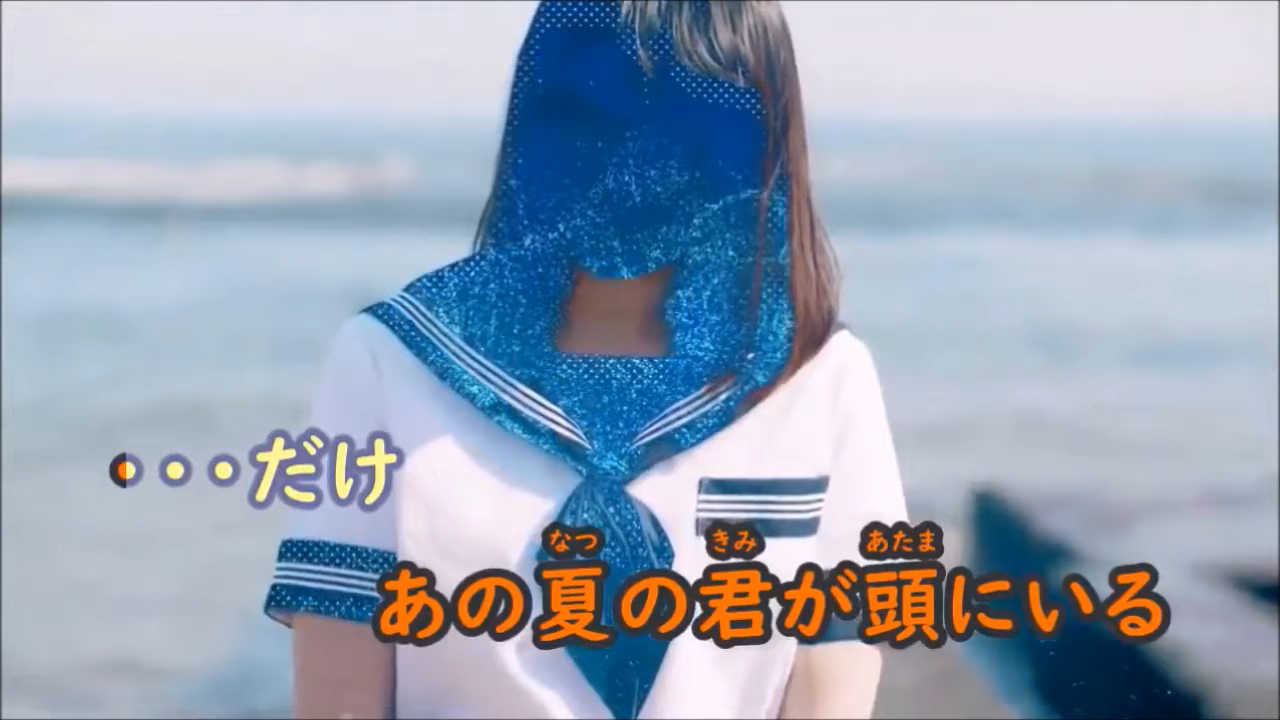 ・・・だけ
なつ きみ あたま
あの夏の君が頭にいる